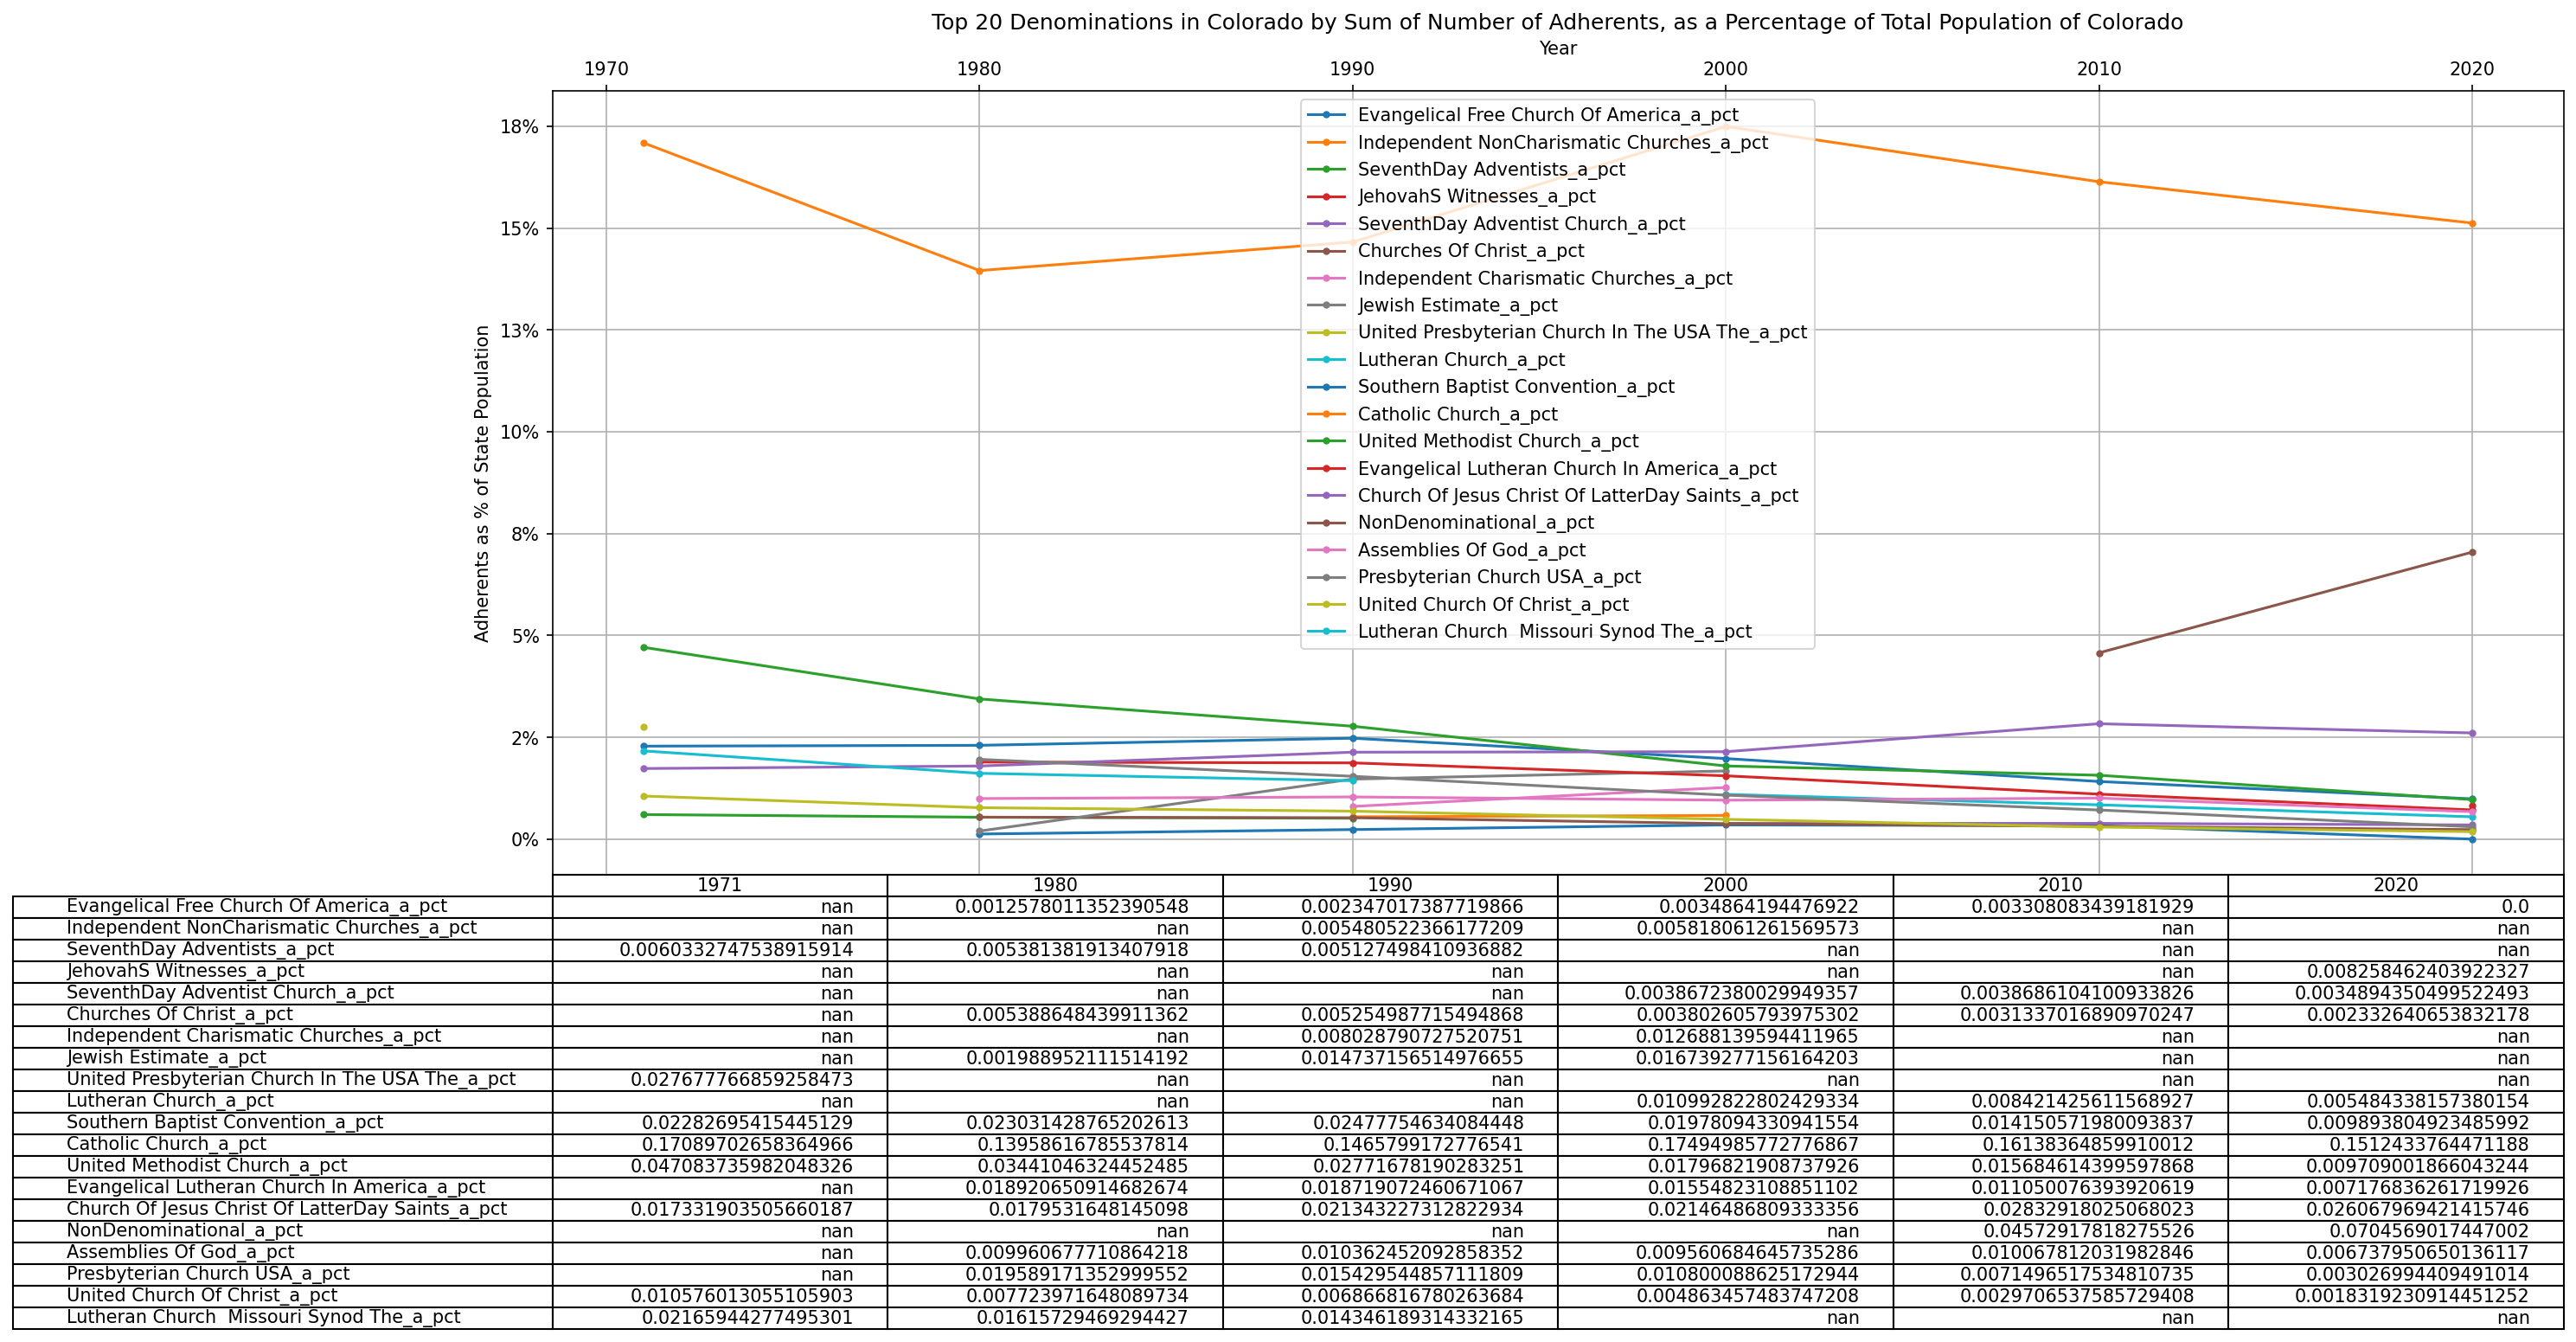 Top 20 Denominations in Colorado by Sum of Number of Adherents, as a Percentage of Total Population of Colorado
Year
1970 1980 1990 2000 2010 2020
Adherents as % of State Population
18%
15%
13%
10%
8%
5%
2%
0%
Evangelical Free Church Of America_a_pct
Independent NonCharismatic Churches_a_pct
SeventhDay Adventists_a_pct
JehovahS Witnesses_a_pct
SeventhDay Adventist Church_a_pct
Churches Of Christ_a_pct
Independent Charismatic Churches_a_pct
Jewish Estimate_a_pct
United Presbyterian Church In The USA The_a_pct
Lutheran Church_a_pct
Southern Baptist Convention_a_pct
Catholic Church_a_pct
United Methodist Church_a_pct
Evangelical Lutheran Church In America_a_pct
Church Of Jesus Christ Of LatterDay Saints_a_pct
NonDenominational_a_pct
Assemblies Of God_a_pct
Presbyterian Church USA_a_pct
United Church Of Christ_a_pct
Lutheran Church  Missouri Synod The_a_pct
1971 1980 1990 2000 2010 2020
Evangelical Free Church Of America_a_pct nan 0.0012578011352390548 0.002347017387719866 0.0034864194476922 0.003308083439181929 0.0
Independent NonCharismatic Churches_a_pct nan nan 0.005480522366177209 0.005818061261569573 nan nan
SeventhDay Adventists_a_pct 0.0060332747538915914 0.005381381913407918 0.005127498410936882 nan nan nan
JehovahS Witnesses_a_pct nan nan nan nan nan 0.008258462403922327
SeventhDay Adventist Church_a_pct nan nan nan 0.0038672380029949357 0.0038686104100933826 0.0034894350499522493
Churches Of Christ_a_pct nan 0.005388648439911362 0.005254987715494868 0.003802605793975302 0.0031337016890970247 0.002332640653832178
Independent Charismatic Churches_a_pct nan nan 0.008028790727520751 0.012688139594411965 nan nan
Jewish Estimate_a_pct nan 0.001988952111514192 0.014737156514976655 0.016739277156164203 nan nan
United Presbyterian Church In The USA The_a_pct 0.027677766859258473 nan nan nan nan nan
Lutheran Church_a_pct nan nan nan 0.010992822802429334 0.008421425611568927 0.005484338157380154
Southern Baptist Convention_a_pct 0.02282695415445129 0.023031428765202613 0.02477754634084448 0.01978094330941554 0.014150571980093837 0.009893804923485992
Catholic Church_a_pct 0.17089702658364966 0.13958616785537814 0.1465799172776541 0.17494985772776867 0.16138364859910012 0.1512433764471188
United Methodist Church_a_pct 0.047083735982048326 0.03441046324452485 0.02771678190283251 0.01796821908737926 0.015684614399597868 0.009709001866043244
Evangelical Lutheran Church In America_a_pct nan 0.018920650914682674 0.018719072460671067 0.01554823108851102 0.011050076393920619 0.007176836261719926
Church Of Jesus Christ Of LatterDay Saints_a_pct 0.017331903505660187 0.0179531648145098 0.021343227312822934 0.02146486809333356 0.02832918025068023 0.026067969421415746
NonDenominational_a_pct nan nan nan nan 0.04572917818275526 0.0704569017447002
Assemblies Of God_a_pct nan 0.009960677710864218 0.010362452092858352 0.009560684645735286 0.010067812031982846 0.006737950650136117
Presbyterian Church USA_a_pct nan 0.019589171352999552 0.015429544857111809 0.010800088625172944 0.0071496517534810735 0.003026994409491014
United Church Of Christ_a_pct 0.010576013055105903 0.007723971648089734 0.006866816780263684 0.004863457483747208 0.0029706537585729408 0.0018319230914451252
Lutheran Church  Missouri Synod The_a_pct 0.021659442774953​01 0.01615729469294427 0.014346189314332165 nan nan nan